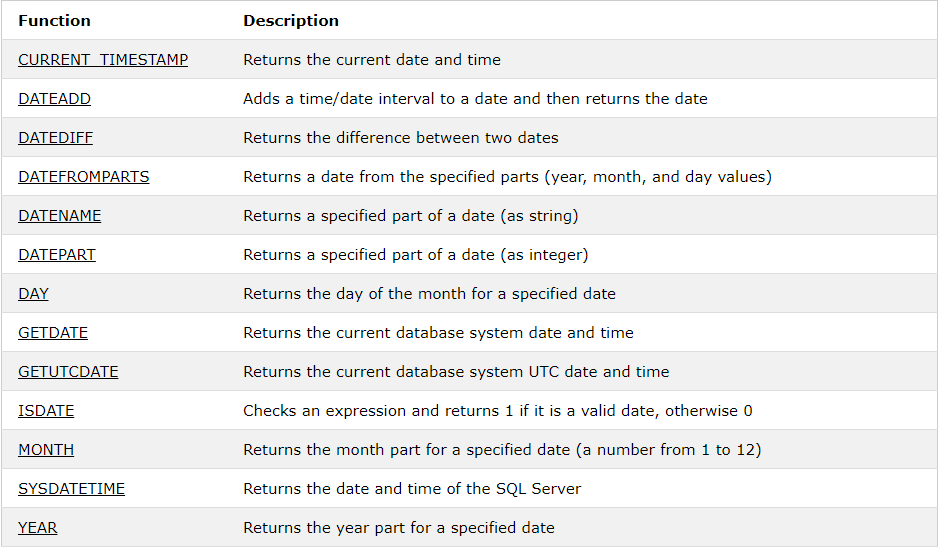 Function Description
CURRENT_TIMESTAMP Returns the current date and time
DATEADD Adds a time/date interval to a date and then returns the date
DATEDIFF Returns the difference between two dates
DATEFROMPARTS Returns a date from the specified parts (year, month, and day values)
DATENAME Returns a specified part of a date (as string)
DATEPART Returns a specified part of a date (as integer)
DAY Returns the day of the month for a specified date
GETDATE Returns the current database system date and time
GETUTCDATE Returns the current database system UTC date and time
ISDATE Checks an expression and returns 1 if it is a valid date, otherwise 0
MONTH Returns the month part for a specified date (a number from 1 to 12)
SYSDATETIME Returns the date and time of the SQL Server
YEAR Returns the year part for a specified date